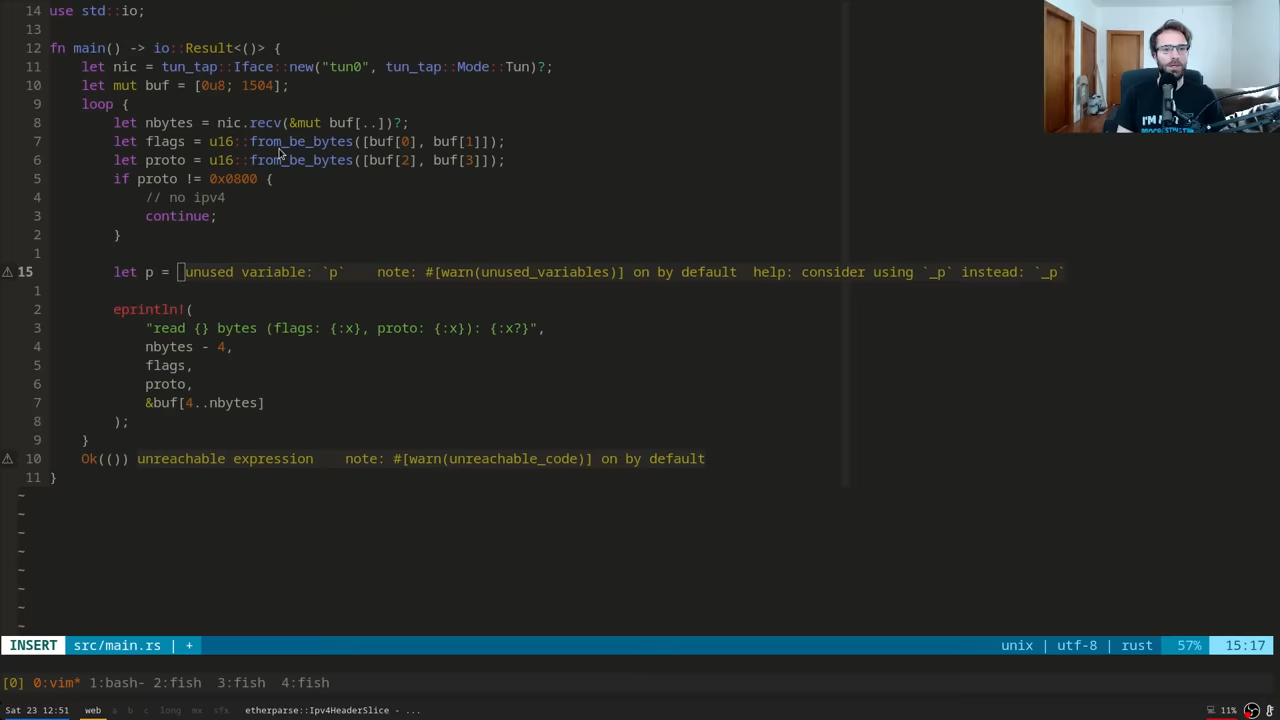 14 use std::io;
13
12 fn main() -> io::Result<()> {
11     let nic = tun_tap::Iface::new("tun0", tun_tap::Mode::Tun)?;
10     let mut buf = [0u8; 1504];
9     loop {
8         let nbytes = nic.recv(&mut buf[..])?;
7         let flags = u16::from_be_bytes([buf[0], buf[1]]);
6         let proto = u16::from_be_bytes([buf[2], buf[3]]);
5         if proto != 0x0800 {
4             // no ipv4
3             continue;
2         }
1
⚠ 15         let p = unused variable: `p`    note: #[warn(unused_variables)] on by default  help: consider using `_p` instead: `_p`
1
2         eprintln!(
3             "read {} bytes (flags: {:x}, proto: {:x}): {:x?}",
4             nbytes - 4,
5             flags,
6             proto,
7             &buf[4..nbytes]
8         );
9     }
⚠ 10     Ok(()) unreachable expression    note: #[warn(unreachable_code)] on by default
11 }
~
~
~
~
~
~
~
INSERT src/main.rs | + unix | utf-8 | rust 57% 15:17
[0] 0:vim* 1:bash- 2:fish  3:fish  4:fish
Sat 23 12:51 web a b c long mx sfx etherparse::Ipv4HeaderSlice - ... 11%